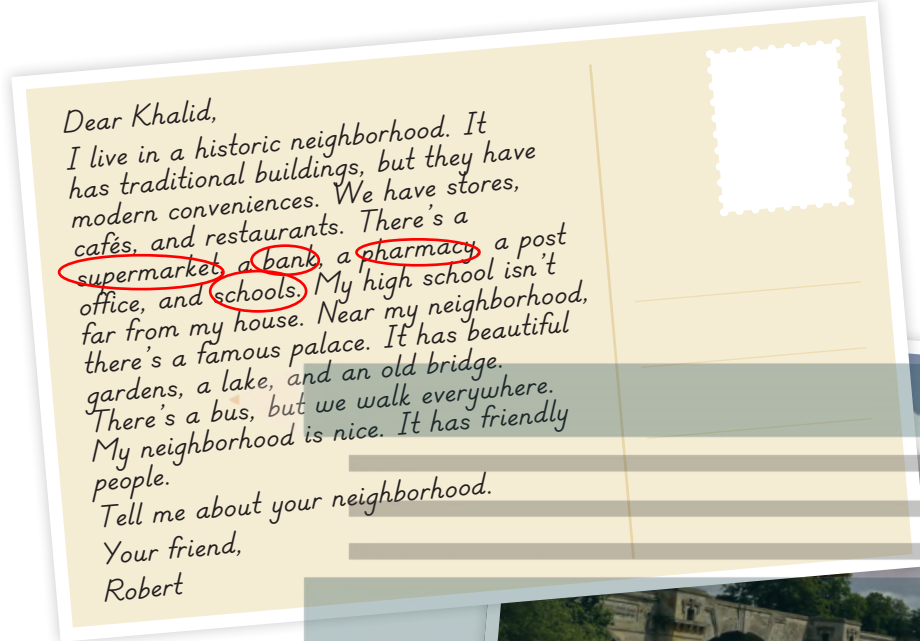 Dear Khalid,
I live in a historic neighborhood. It
has traditional buildings, but they have
modern conveniences. We have stores,
cafés, and restaurants. There's a
supermarket, a bank, a pharmacy, a post
office, and schools. My high school isn't
far from my house. Near my neighborhood,
there's a famous palace. It has beautiful
gardens, a lake, and an old bridge.
There's a bus, but we walk everywhere.
My neighborhood is nice. It has friendly
people.
Tell me about your neighborhood.
Your friend,
Robert